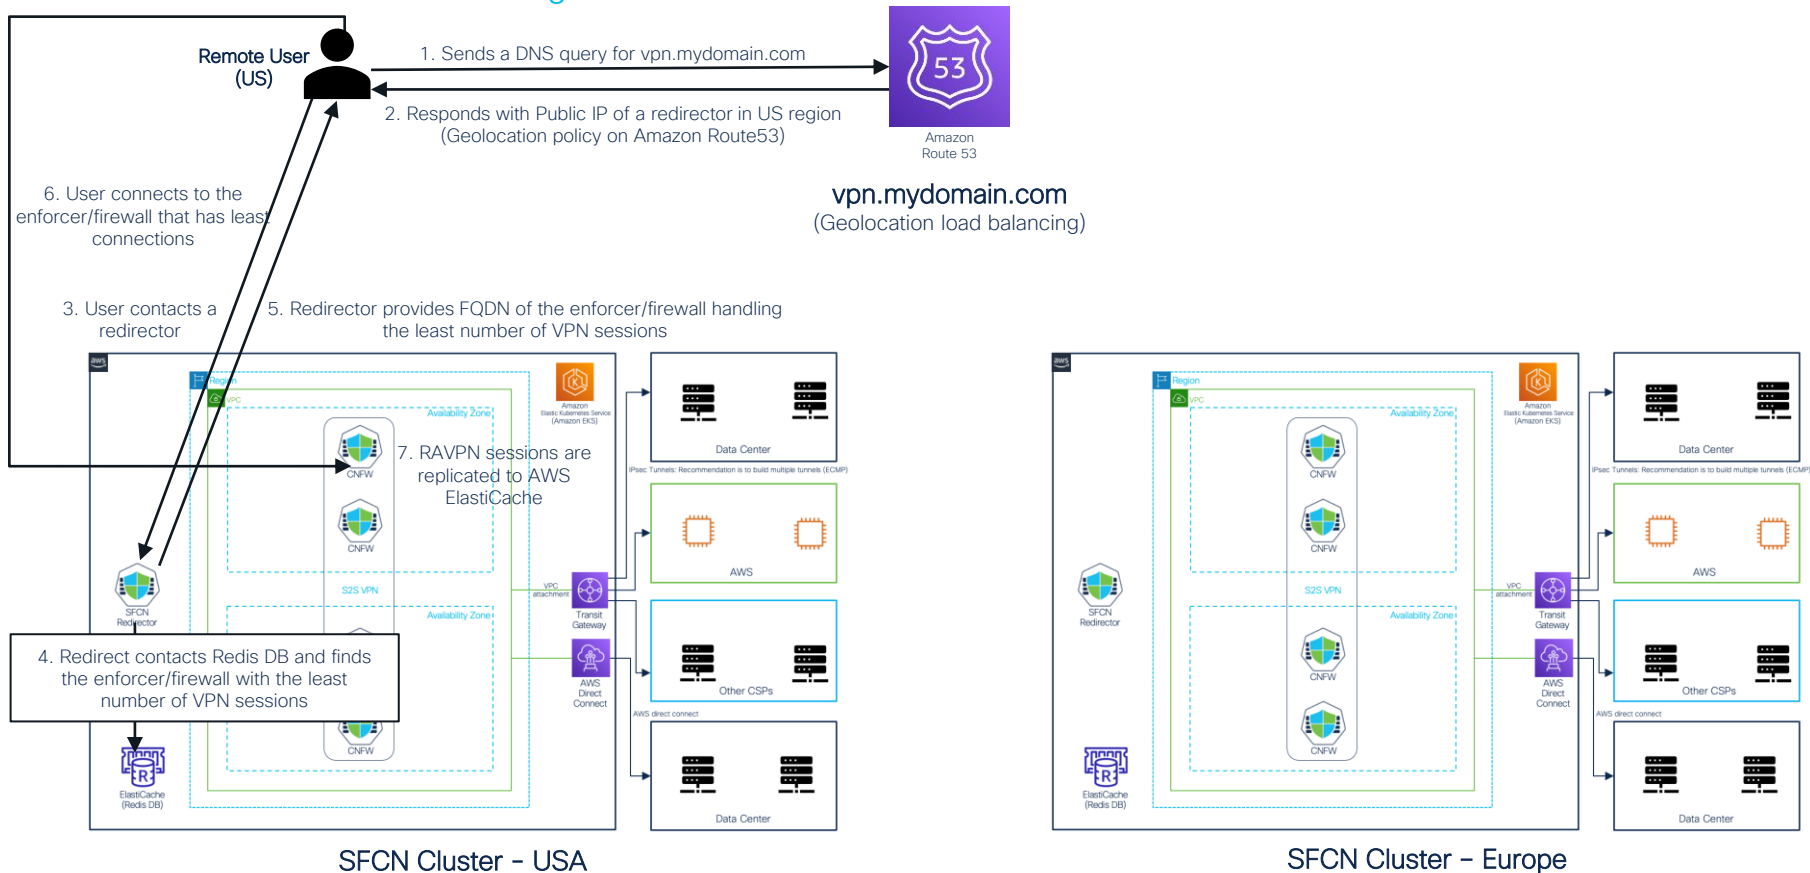 Remote User
(US)
1. Sends a DNS query for vpn.mydomain.com
2. Responds with Public IP of a redirector in US region
(Geolocation policy on Amazon Route53)
53
Amazon
Route 53
vpn.mydomain.com
(Geolocation load balancing)
6. User connects to the
enforcer/firewall that has least
connections
3. User contacts a
redirector
5. Redirector provides FQDN of the enforcer/firewall handling
the least number of VPN sessions
aws
Region
VPC
Availability Zone
CNFW
7. RAVPN sessions are
replicated to AWS
ElastiCache
CNFW
S2S VPN
Availability Zone
CNFW
SFCN
Redirector
4. Redirect contacts Redis DB and finds
the enforcer/firewall with the least
number of VPN sessions
R
ElastiCache
(Redis DB)
K
Amazon
Elastic Kubernetes Service
(Amazon EKS)
VPC
attachment
Transit
Gateway
AWS
Direct
Connect
Data Center
IPsec Tunnels: Recommendation is to build multiple tunnels (ECMP)
AWS
Other CSPs
AWS direct connect
Data Center
SFCN Cluster – USA
aws
Region
VPC
Availability Zone
CNFW
CNFW
S2S VPN
Availability Zone
CNFW
CNFW
SFCN
Redirector
R
ElastiCache
(Redis DB)
K
Amazon
Elastic Kubernetes Service
(Amazon EKS)
VPC
attachment
Transit
Gateway
AWS
Direct
Connect
Data Center
IPsec Tunnels: Recommendation is to build multiple tunnels (ECMP)
AWS
Other CSPs
AWS direct connect
Data Center
SFCN Cluster – Europe